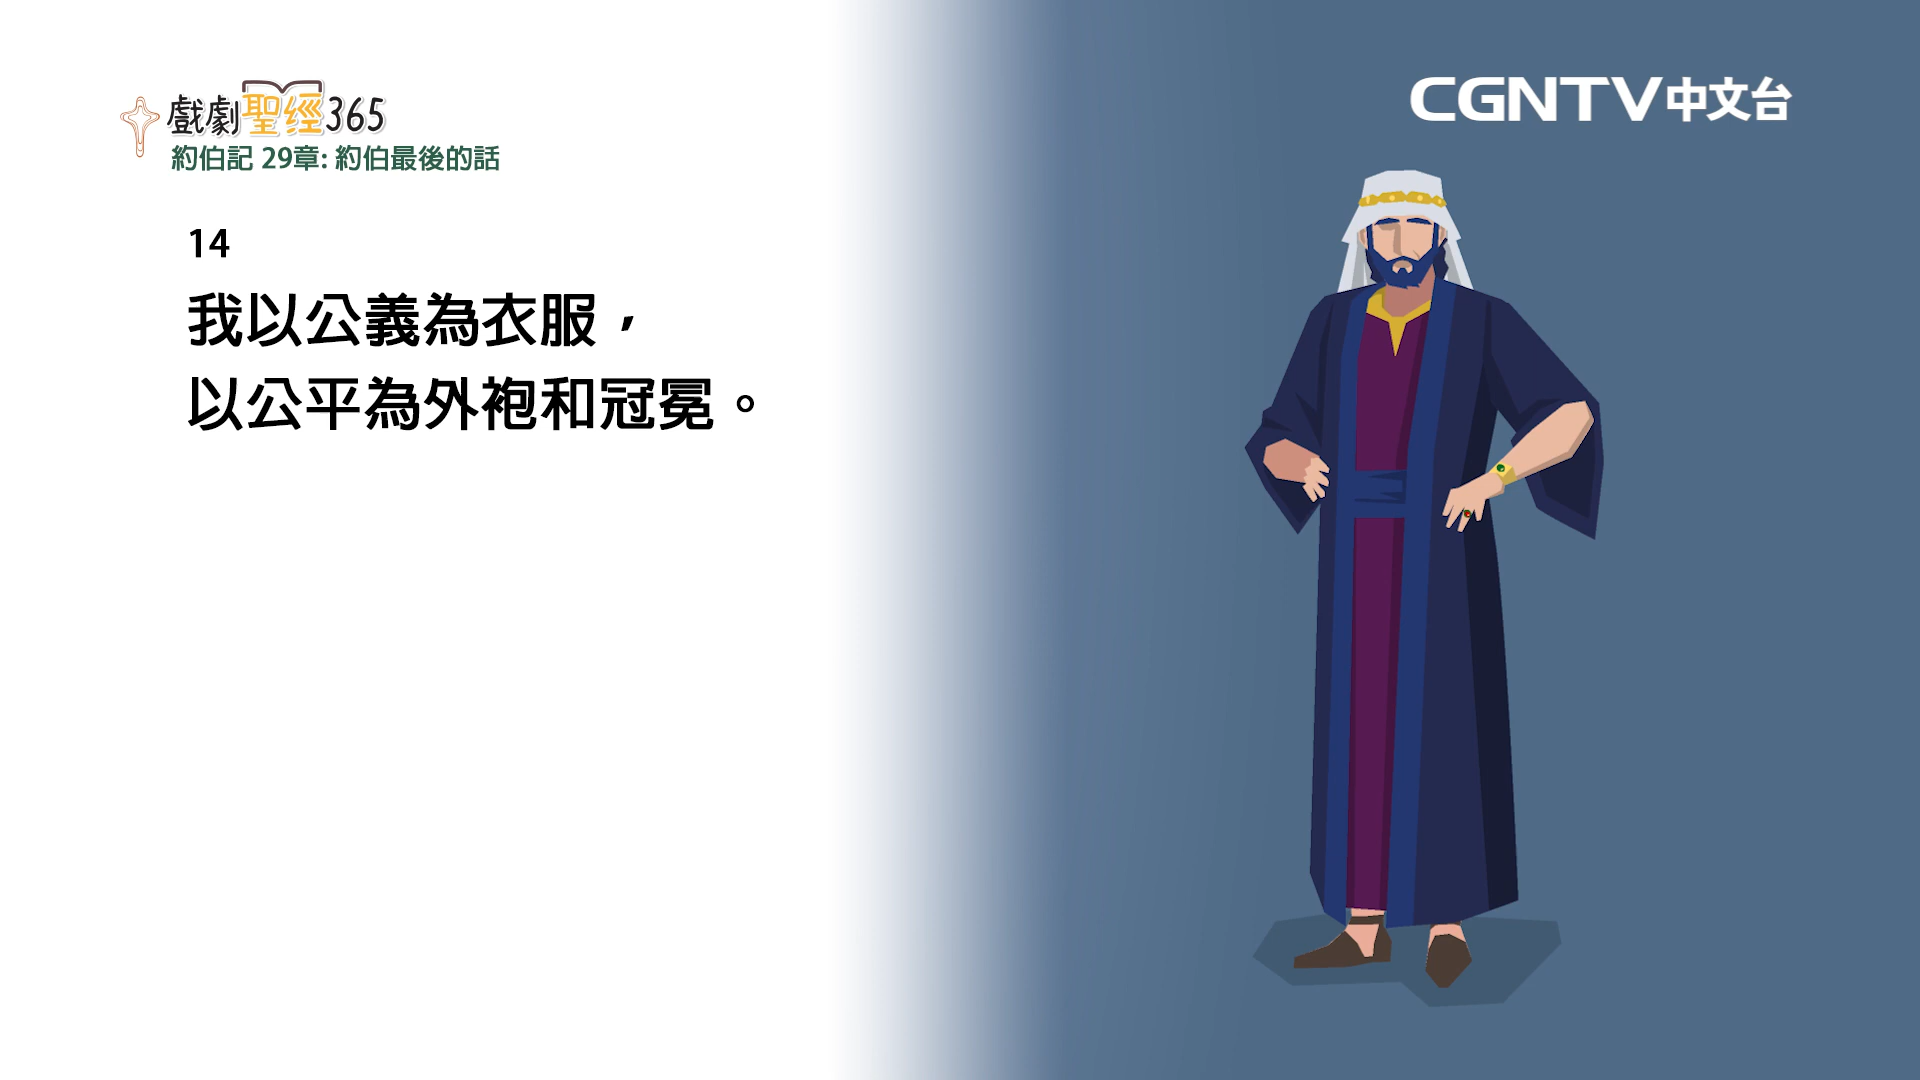 戲劇聖經365
約伯記 29章: 約伯最後的話
CGNTV中文台
14
我以公義為衣服，
以公平為外袍和冠冕。